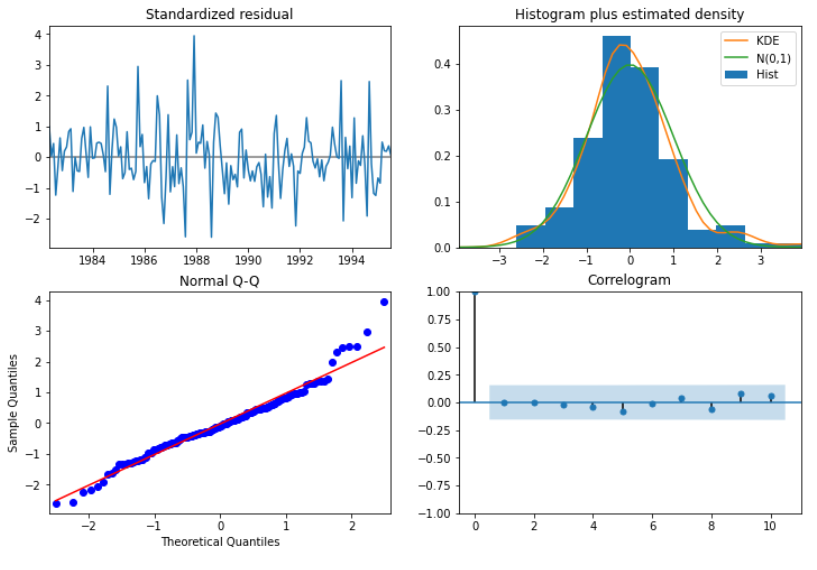 Standardized residual
4
3
2
1
0
−1
−2
1984 1986 1988 1990 1992 1994
Histogram plus estimated density
KDE
N(0,1)
Hist
0.4
0.3
0.2
0.1
0.0
−3 −2 −1 0 1 2 3
Normal Q-Q
Sample Quantiles
4
3
2
1
0
−1
−2
−2 −1 0 1 2
Theoretical Quantiles
Correlogram
1.00
0.75
0.50
0.25
0.00
−0.25
−0.50
−0.75
−1.00
0 2 4 6 8 10